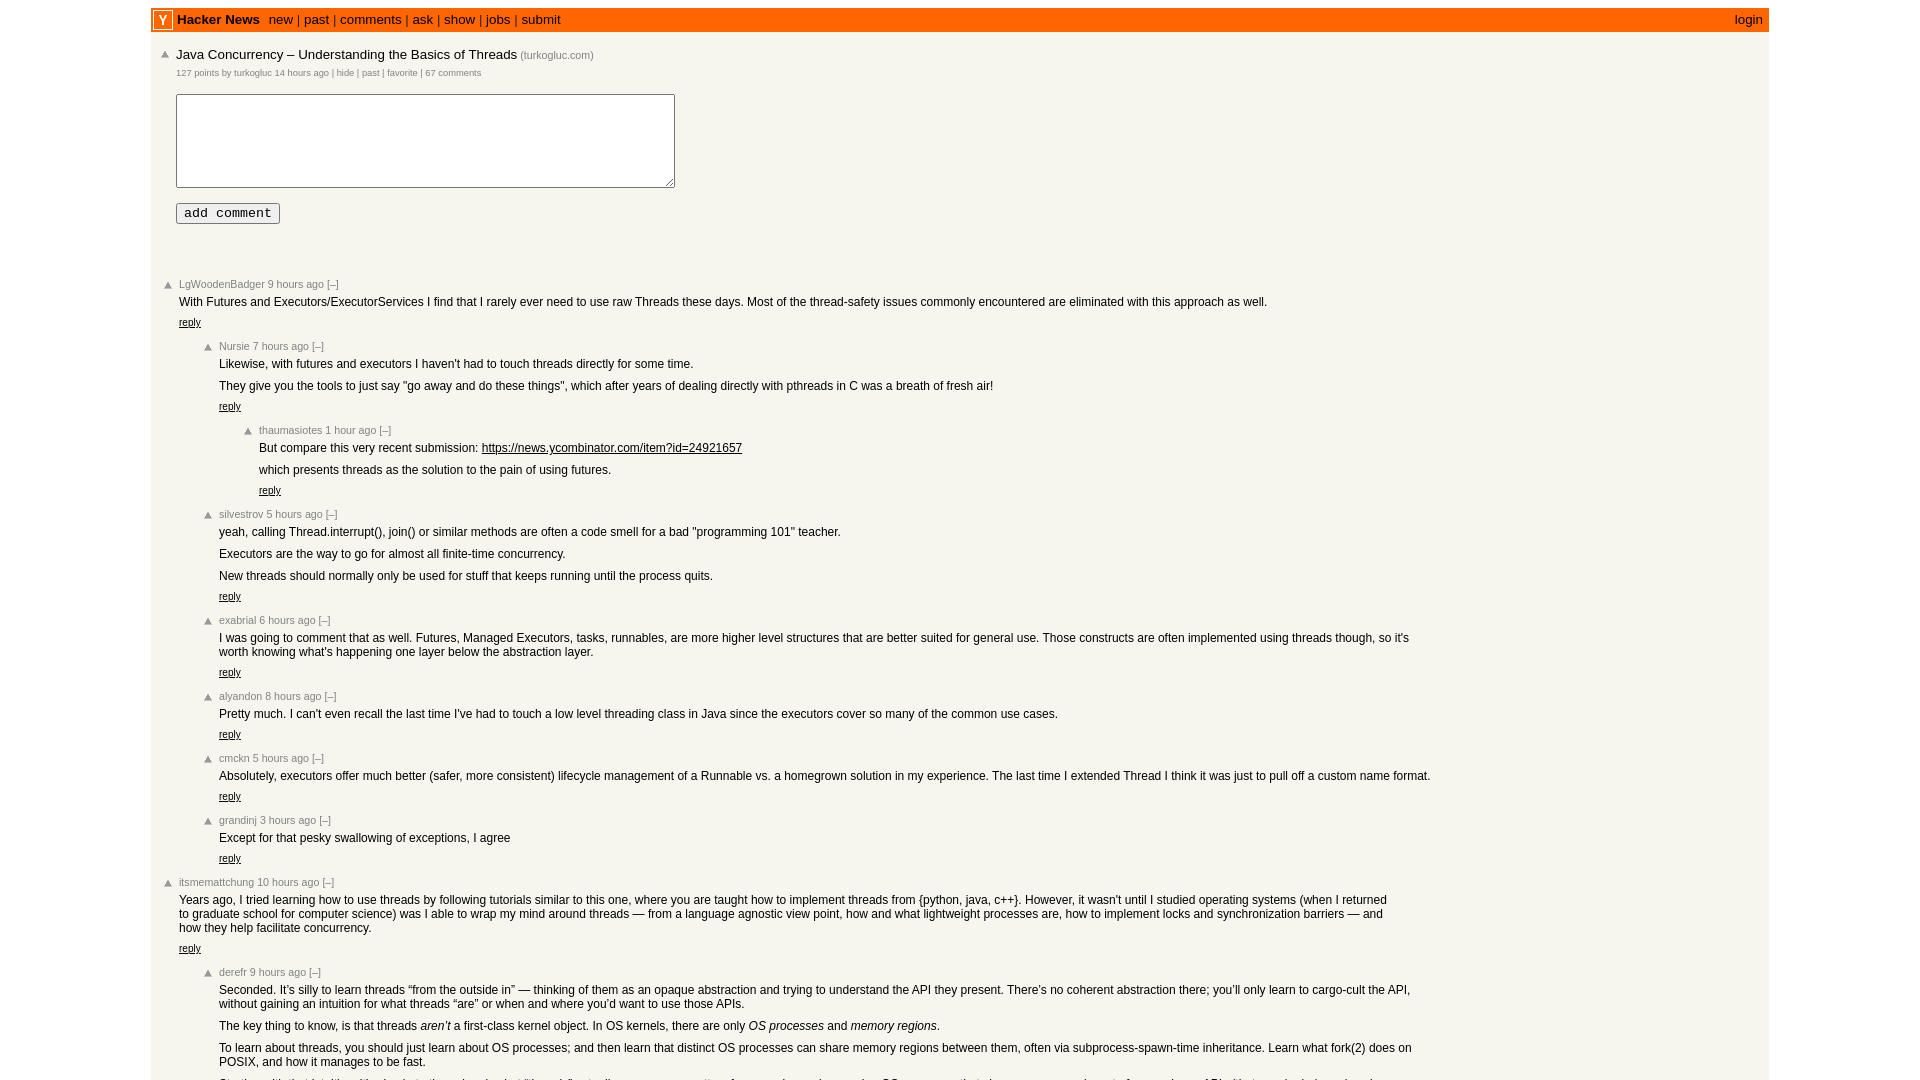 Y Hacker News new | past | comments | ask | show | jobs | submit login
Java Concurrency – Understanding the Basics of Threads (turkogluc.com)
127 points by turkogluc 14 hours ago | hide | past | favorite | 67 comments
add comment
LgWoodenBadger 9 hours ago [–]
With Futures and Executors/ExecutorServices I find that I rarely ever need to use raw Threads these days. Most of the thread-safety issues commonly encountered are eliminated with this approach as well.
reply
Nursie 7 hours ago [–]
Likewise, with futures and executors I haven't had to touch threads directly for some time.
They give you the tools to just say "go away and do these things", which after years of dealing directly with pthreads in C was a breath of fresh air!
reply
thaumasiotes 1 hour ago [–]
But compare this very recent submission: https://news.ycombinator.com/item?id=24921657
which presents threads as the solution to the pain of using futures.
reply
silvestrov 5 hours ago [–]
yeah, calling Thread.interrupt(), join() or similar methods are often a code smell for a bad "programming 101" teacher.
Executors are the way to go for almost all finite-time concurrency.
New threads should normally only be used for stuff that keeps running until the process quits.
reply
exabrial 6 hours ago [–]
I was going to comment that as well. Futures, Managed Executors, tasks, runnables, are more higher level structures that are better suited for general use. Those constructs are often implemented using threads though, so it's
worth knowing what's happening one layer below the abstraction layer.
reply
alyandon 8 hours ago [–]
Pretty much. I can't even recall the last time I've had to touch a low level threading class in Java since the executors cover so many of the common use cases.
reply
cmckn 5 hours ago [–]
Absolutely, executors offer much better (safer, more consistent) lifecycle management of a Runnable vs. a homegrown solution in my experience. The last time I extended Thread I think it was just to pull off a custom name format.
reply
grandinj 3 hours ago [–]
Except for that pesky swallowing of exceptions, I agree
reply
itsmemattchung 10 hours ago [–]
Years ago, I tried learning how to use threads by following tutorials similar to this one, where you are taught how to implement threads from {python, java, c++}. However, it wasn't until I studied operating systems (when I returned
to graduate school for computer science) was I able to wrap my mind around threads — from a language agnostic view point, how and what lightweight processes are, how to implement locks and synchronization barriers — and
how they help facilitate concurrency.
reply
derefr 9 hours ago [–]
Seconded. It’s silly to learn threads “from the outside in” — thinking of them as an opaque abstraction and trying to understand the API they present. There’s no coherent abstraction there; you’ll only learn to cargo-cult the API,
without gaining an intuition for what threads “are” or when and where you’d want to use those APIs.
The key thing to know, is that threads aren’t a first-class kernel object. In OS kernels, there are only OS processes and memory regions.
To learn about threads, you should just learn about OS processes; and then learn that distinct OS processes can share memory regions between them, often via subprocess-spawn-time inheritance. Learn what fork(2) does on
POSIX, and how it manages to be fast.